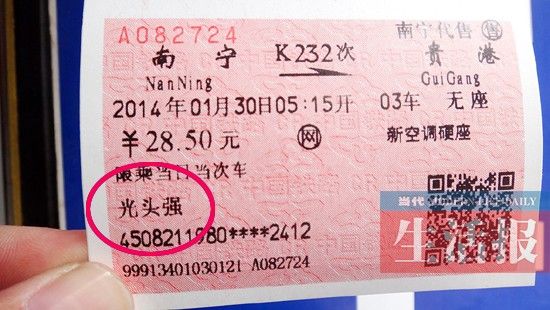 A082724 南宁代售 售
南宁 K232次 贵港
NanNing GuiGang
2014年01月30日05:15开 03车 无座
￥28.50元 网 新空调硬座
限乘当日当次车
光头强
4508211980****2412
99913401030121 A082724
当代
生活报